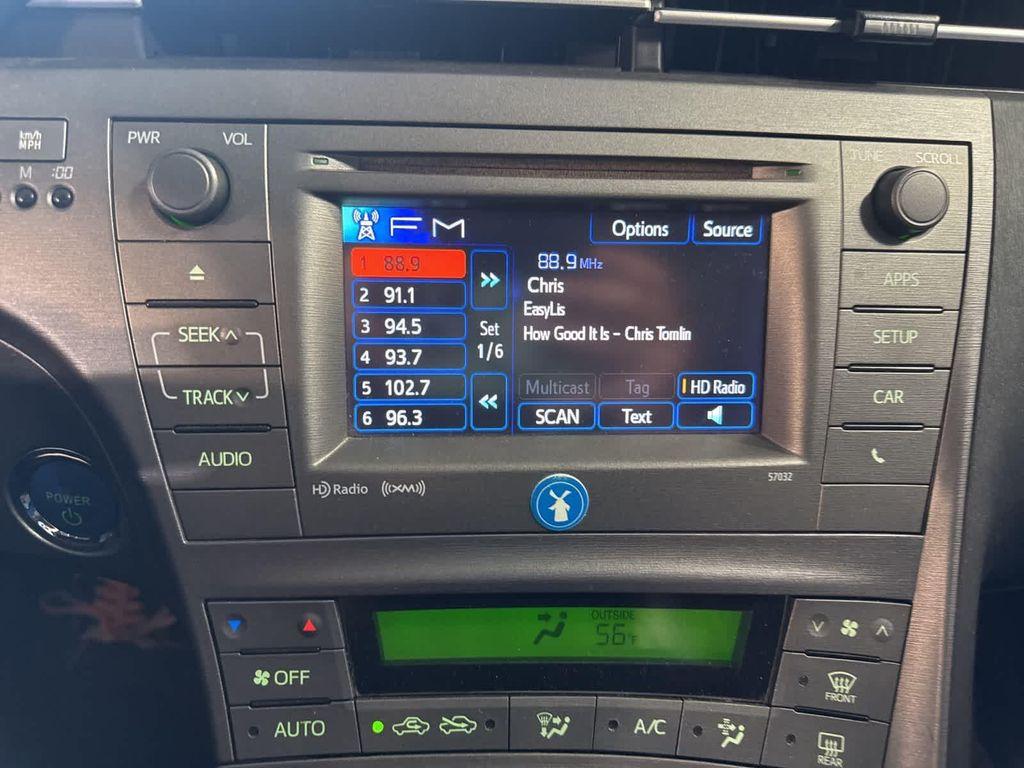 km/h
MPH
M :00
PWR VOL
TUNE SCROLL
FM
Options
Source
1 88.9
2 91.1
3 94.5
4 93.7
5 102.7
6 96.3
Set
1/6
88.9 MHz
Chris
EasyLis
How Good It Is - Chris Tomlin
Multicast
Tag
HD Radio
SCAN
Text
SEEK
TRACK
AUDIO
APPS
SETUP
CAR
HD Radio
((XM))
57032
POWER
OUTSIDE
56°F
OFF
AUTO
A/C
FRONT
REAR